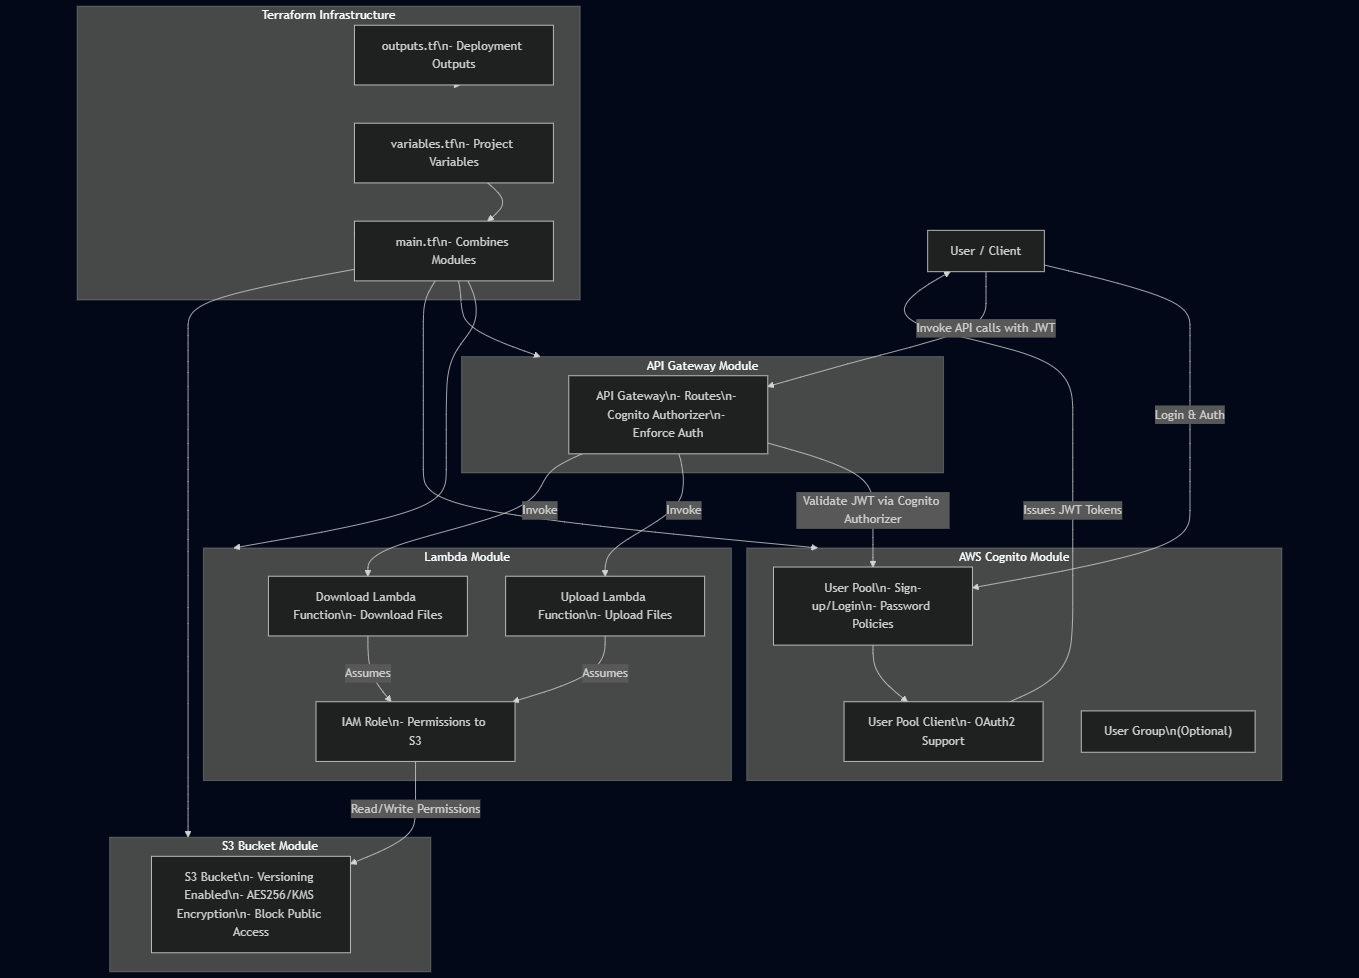 Terraform Infrastructure
outputs.tf\n- Deployment
Outputs
variables.tf\n- Project
Variables
main.tf\n- Combines
Modules
User / Client
Invoke API calls with JWT
API Gateway Module
API Gateway\n- Routes\n-
Cognito Authorizer\n-
Enforce Auth
Login & Auth
Invoke
Invoke
Validate JWT via Cognito
Authorizer
Issues JWT Tokens
Lambda Module
Download Lambda
Function\n- Download Files
Upload Lambda
Function\n- Upload Files
Assumes
Assumes
IAM Role\n- Permissions to
S3
AWS Cognito Module
User Pool\n- Sign-
up/Login\n- Password
Policies
User Pool Client\n- OAuth2
Support
User Group\n(Optional)
Read/Write Permissions
S3 Bucket Module
S3 Bucket\n- Versioning
Enabled\n- AES256/KMS
Encryption\n- Block Public
Access